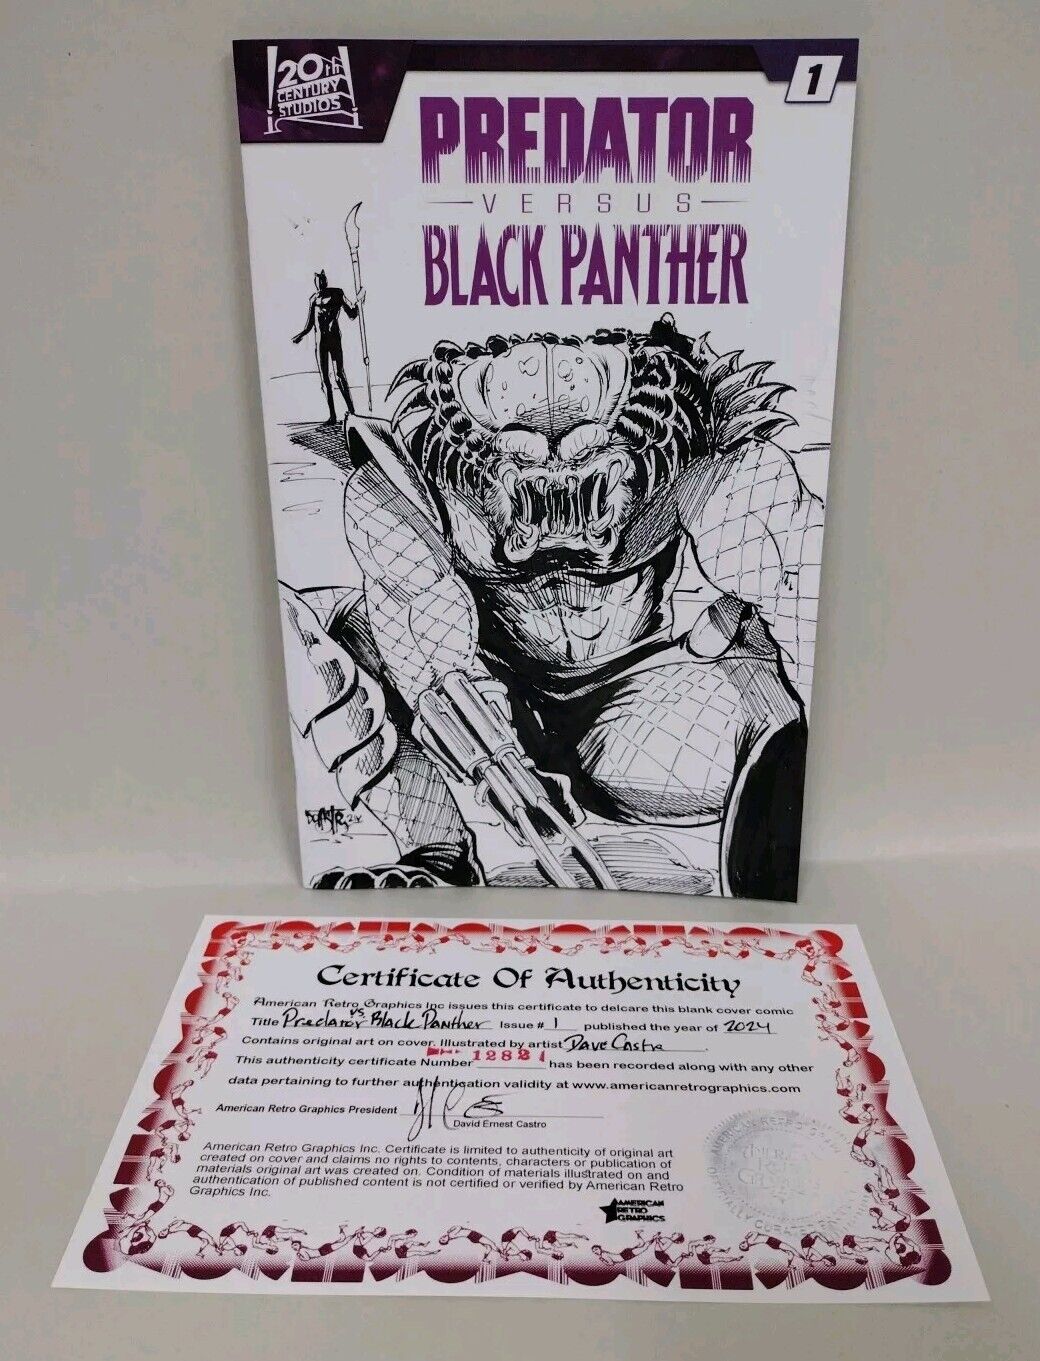 20TH
CENTURY
STUDIOS
1
PREDATOR
VERSUS
BLACK PANTHER
Certificate Of Authenticity
American Retro Graphics Inc issues this certificate to delcare this blank cover comic
Title Predator vs Black Panther Issue # 1 published the year of 2024
Contains original art on cover. Illustrated by artist Dave Castr
This authenticity certificate Number 12821 has been recorded along with any other
data pertaining to further authentication validity at www.americanretrographics.com
American Retro Graphics President
David Ernest Castro
American Retro Graphics Inc. Certificate is limited to authenticity of original art
created on cover and claims no rights to contents, characters or publication of
materials original art was created on. Condition of materials illustrated on and
authentication of published content is not certified or verified by American Retro
Graphics Inc.
AMERICAN
RETRO
GRAPHICS